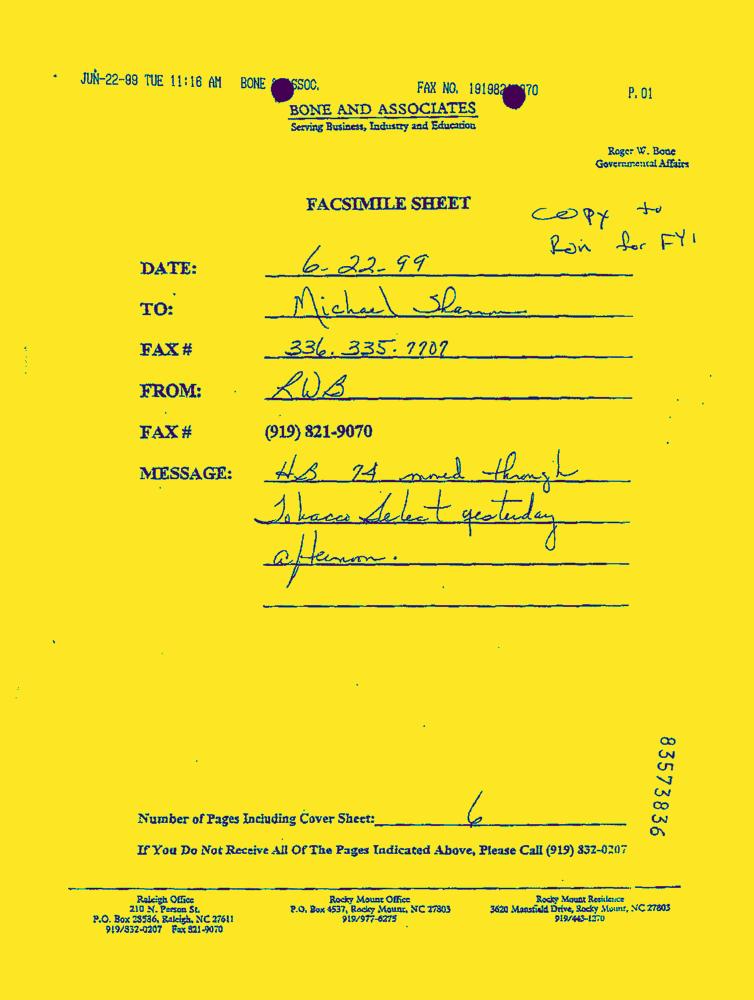 JUN-22-99 TUE 11:16 AM BONE & ASSOC. FAX NO. 19198219070 P. 01
BONE AND ASSOCIATES
Serving Business, Industry and Education
Roger W. Bone
Governmental Affairs
FACSIMILE SHEET
COPY to
Ron for FYI
DATE: 6-22-99
TO: Michael Shannon
FAX # 336.335.7707
FROM: RWB
FAX # (919) 821-9070
MESSAGE: HB 74 moved through
Tobacco Select yesterday
afternoon.
83573836
Number of Pages Including Cover Sheet: 6
If You Do Not Receive All Of The Pages Indicated Above, Please Call (919) 832-0207
Raleigh Office
210 N. Person St.
P.O. Box 28586, Raleigh, NC 27611
919/832-0207 Fax 821-9070
Rocky Mount Office
P.O. Box 4537, Rocky Mount, NC 27803
919/977-6275
Rocky Mount Residence
3620 Mansfield Drive, Rocky Mount, NC 27803
919/443-1270